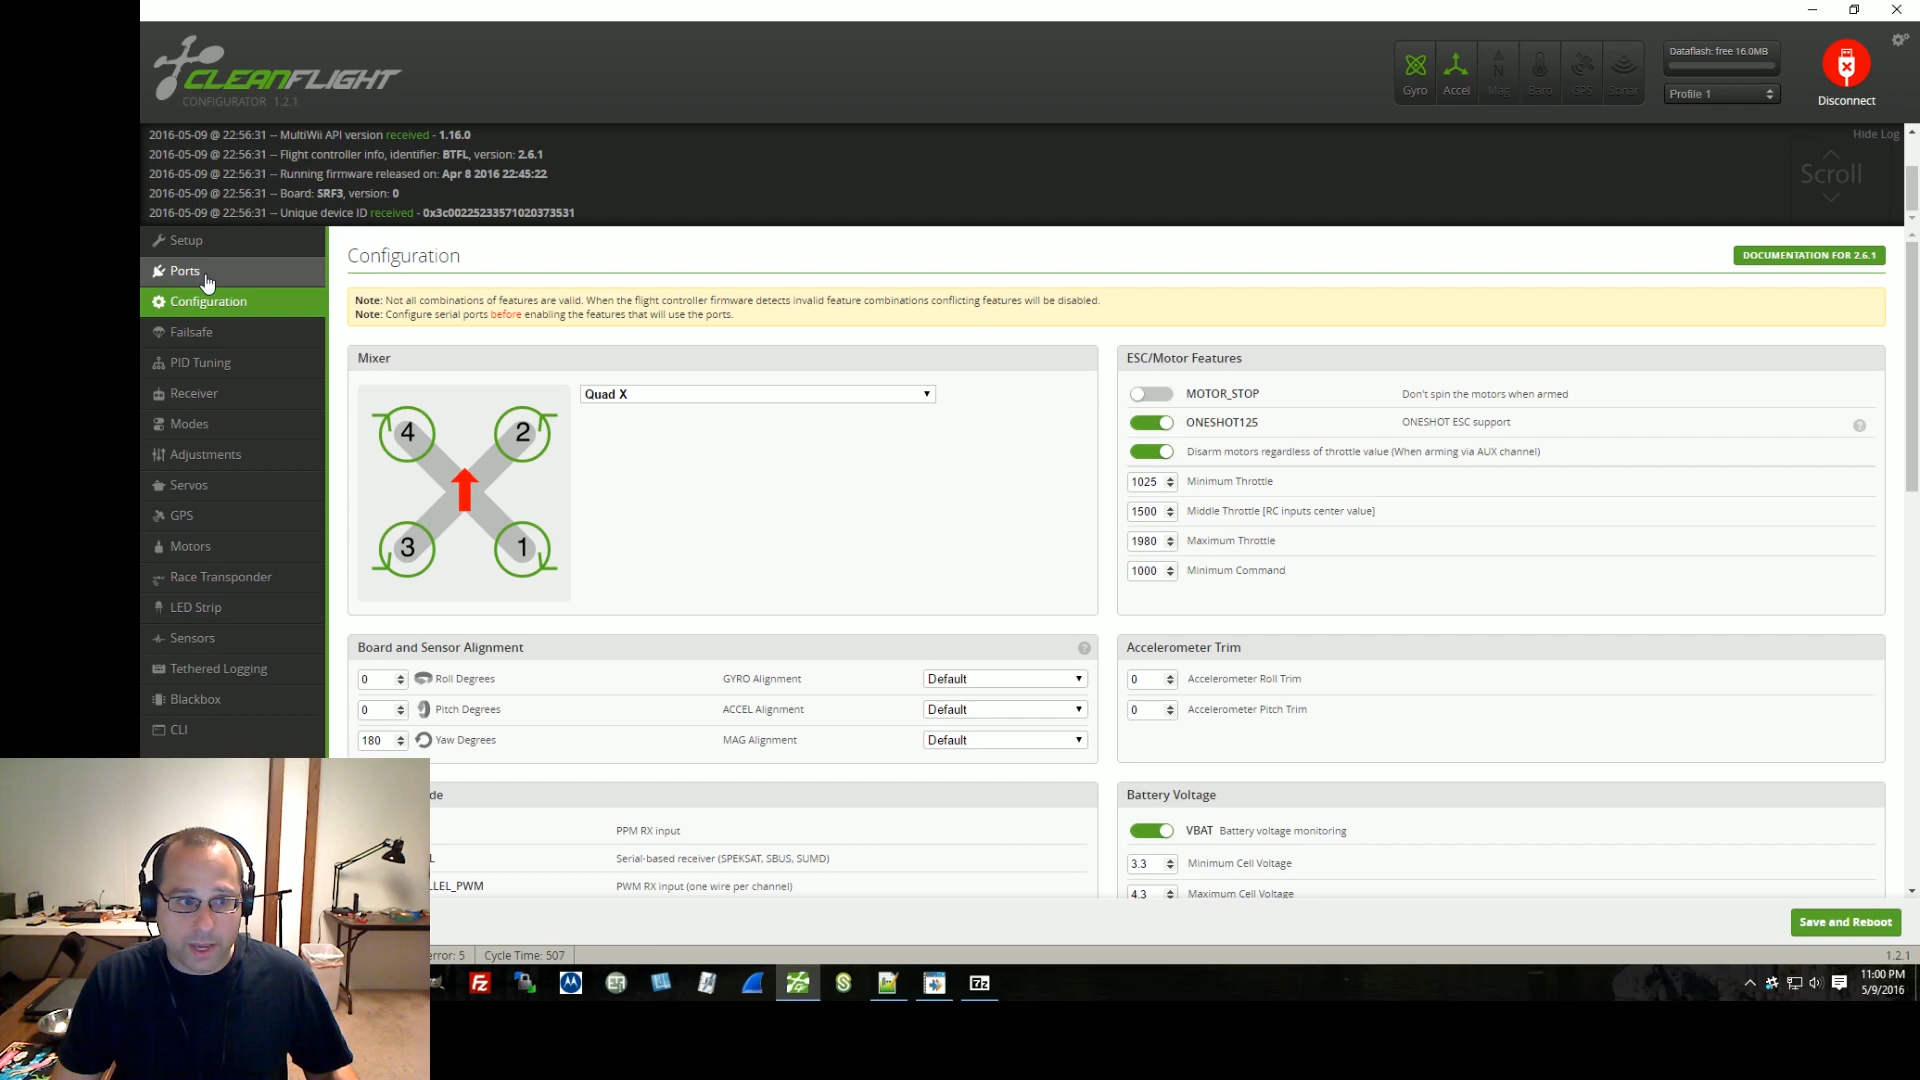 CLEANFLIGHT
CONFIGURATOR 1.2.1
Gyro Accel Mag Baro GPS Sonar
Dataflash: free 16.0MB
Profile 1
Disconnect
2016-05-09 @ 22:56:31 -- MultiWii API version received - 1.16.0
2016-05-09 @ 22:56:31 -- Flight controller info, identifier: BTFL, version: 2.6.1
2016-05-09 @ 22:56:31 -- Running firmware released on: Apr 8 2016 22:45:22
2016-05-09 @ 22:56:31 -- Board: SRF3, version: 0
2016-05-09 @ 22:56:31 -- Unique device ID received - 0x3c00225233571020373531
Hide Log
Scroll
Setup
Ports
Configuration
Failsafe
PID Tuning
Receiver
Modes
Adjustments
Servos
GPS
Motors
Race Transponder
LED Strip
Sensors
Tethered Logging
Blackbox
CLI
Configuration
DOCUMENTATION FOR 2.6.1
Note: Not all combinations of features are valid. When the flight controller firmware detects invalid feature combinations conflicting features will be disabled.
Note: Configure serial ports before enabling the features that will use the ports.
Mixer
Quad X
4 2
3 1
ESC/Motor Features
MOTOR_STOP Don't spin the motors when armed
ONESHOT125 ONESHOT ESC support
Disarm motors regardless of throttle value (When arming via AUX channel)
1025 Minimum Throttle
1500 Middle Throttle [RC inputs center value]
1980 Maximum Throttle
1000 Minimum Command
Board and Sensor Alignment
0 Roll Degrees GYRO Alignment Default
0 Pitch Degrees ACCEL Alignment Default
180 Yaw Degrees MAG Alignment Default
Accelerometer Trim
0 Accelerometer Roll Trim
0 Accelerometer Pitch Trim
de
PPM RX input
L Serial-based receiver (SPEKSAT, SBUS, SUMD)
LEL_PWM PWM RX input (one wire per channel)
Battery Voltage
VBAT Battery voltage monitoring
3.3 Minimum Cell Voltage
4.3 Maximum Cell Voltage
Save and Reboot
error: 5 Cycle Time: 507
1.2.1
Fz
7z
11:00 PM
5/9/2016